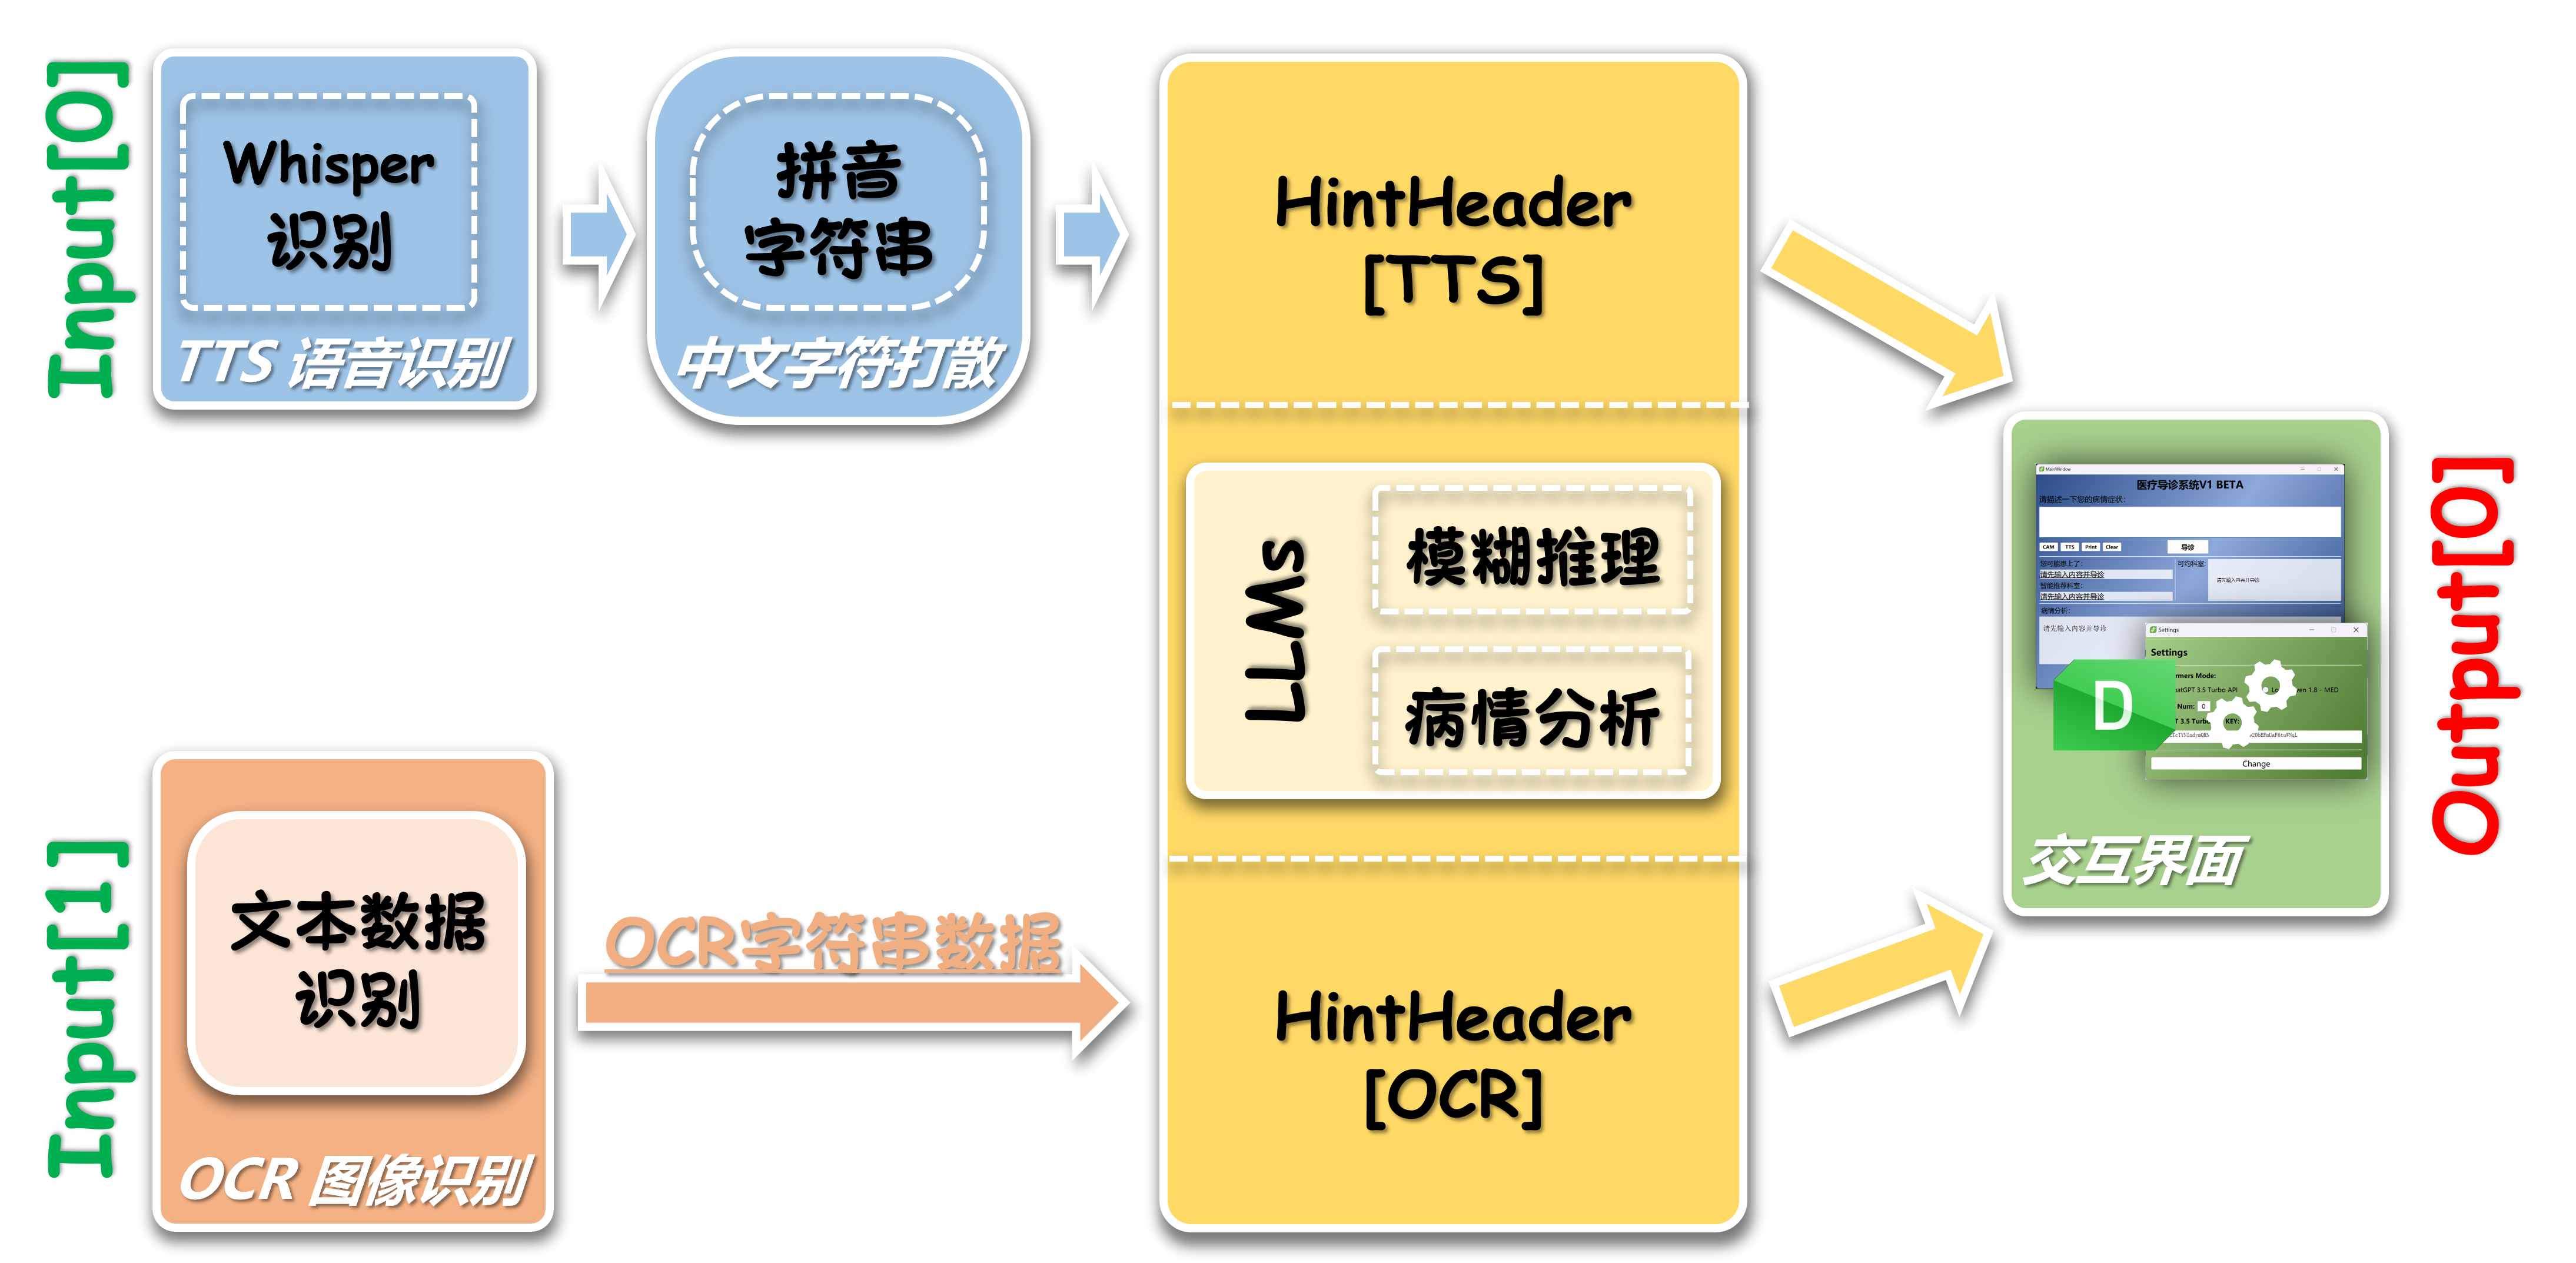 Input[0]
Whisper
识别
TTS 语音识别
拼音
字符串
中文字符打散
HintHeader
[TTS]
LLMs
模糊推理
病情分析
HintHeader
[OCR]
Input[1]
文本数据
识别
OCR 图像识别
OCR字符串数据
MainWindow
医疗导诊系统V1 BETA
请描述一下您的病情症状:
CAM TTS Print Clear 导诊
您可能患上了: 可约科室:
请先输入内容并导诊 请先输入内容并导诊
智能推荐科室:
请先输入内容并导诊
病情分析:
请先输入内容并导诊
Settings
Settings
rmers Mode:
hatGPT 3.5 Turbo API
en 1.8 - MED
Num: 0
T 3.5 Turbo KEY:
Change
D
交互界面
Output[0]